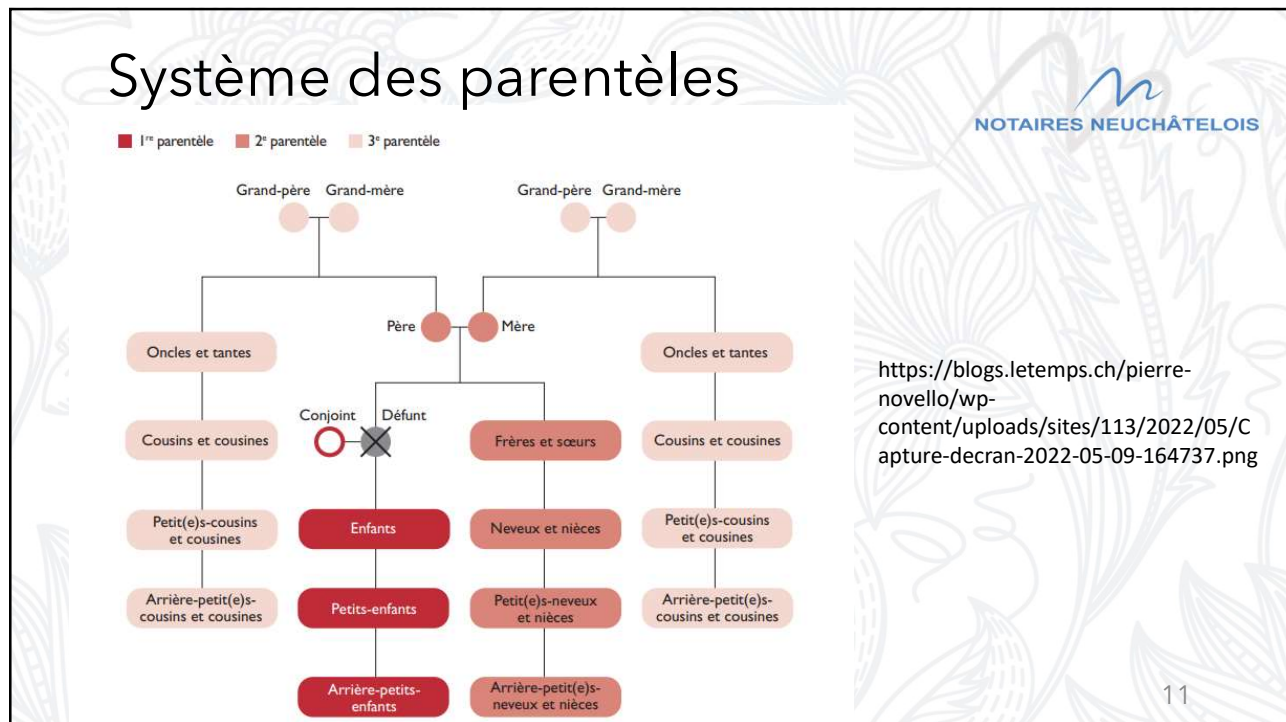 Système des parentèles
NOTAIRES NEUCHÂTELOIS
1re parentèle 2e parentèle 3e parentèle
Grand-père Grand-mère
Grand-père Grand-mère
Père
Mère
Oncles et tantes
Oncles et tantes
Conjoint
Défunt
Cousins et cousines
Frères et sœurs
Cousins et cousines
Petit(e)s-cousins
et cousines
Enfants
Neveux et nièces
Petit(e)s-cousins
et cousines
Arrière-petit(e)s-
cousins et cousines
Petits-enfants
Petit(e)s-neveux
et nièces
Arrière-petit(e)s-
cousins et cousines
Arrière-petits-
enfants
Arrière-petit(e)s-
neveux et nièces
https://blogs.letemps.ch/pierre-
novello/wp-
content/uploads/sites/113/2022/05/C
apture-decran-2022-05-09-164737.png
11